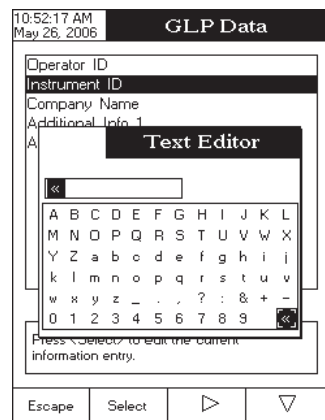 10:52:17 AM
May 26, 2006
GLP Data
Operator ID
Instrument ID
Company Name
Additional Info 1
A
Text Editor
«
A B C D E F G H I J K L
M N O P Q R S T U V W X
Y Z a b c d e f g h i j
k l m n o p q r s t u v
w x y z _ . , ? : & + -
0 1 2 3 4 5 6 7 8 9 «
Press <Select> to edit the current
information entry.
Escape Select ▷ ▽